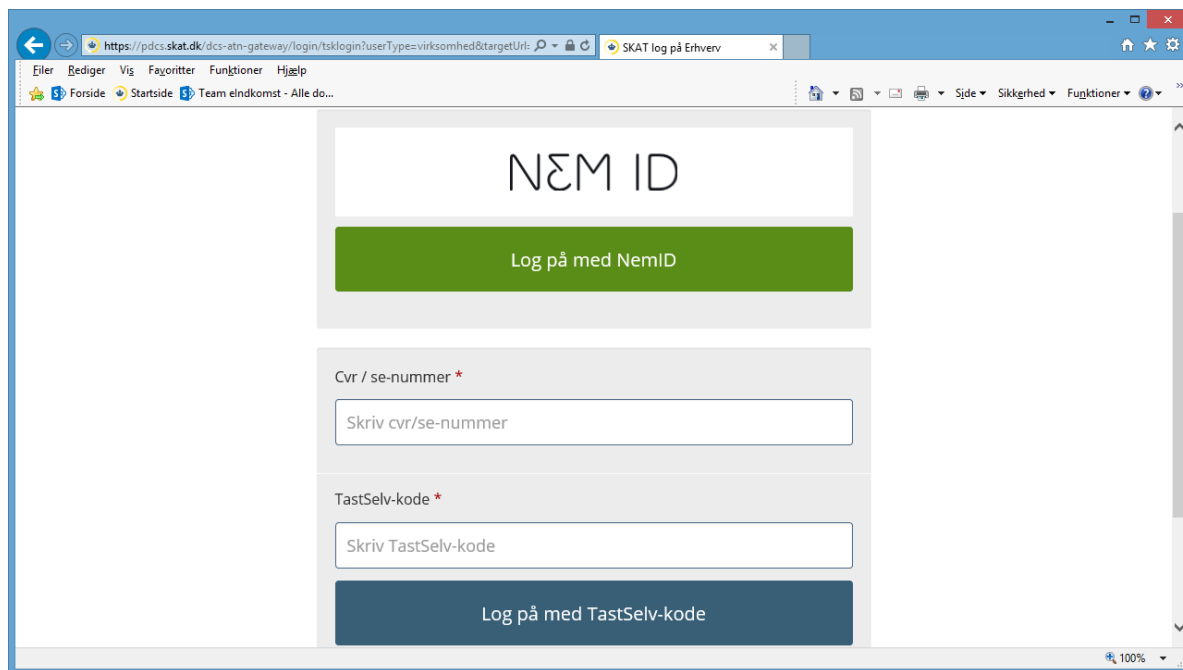 https://pdcs.skat.dk/dcs-atn-gateway/login/tsklogin?userType=virksomhed&targetUrl:
SKAT log på Erhverv
Filer Rediger Vis Favoritter Funktioner Hjælp
Forside Startside Team eIndkomst - Alle do...
Side Sikkerhed Funktioner
NEM ID
Log på med NemID
Cvr / se-nummer *
Skriv cvr/se-nummer
TastSelv-kode *
Skriv TastSelv-kode
Log på med TastSelv-kode
100%